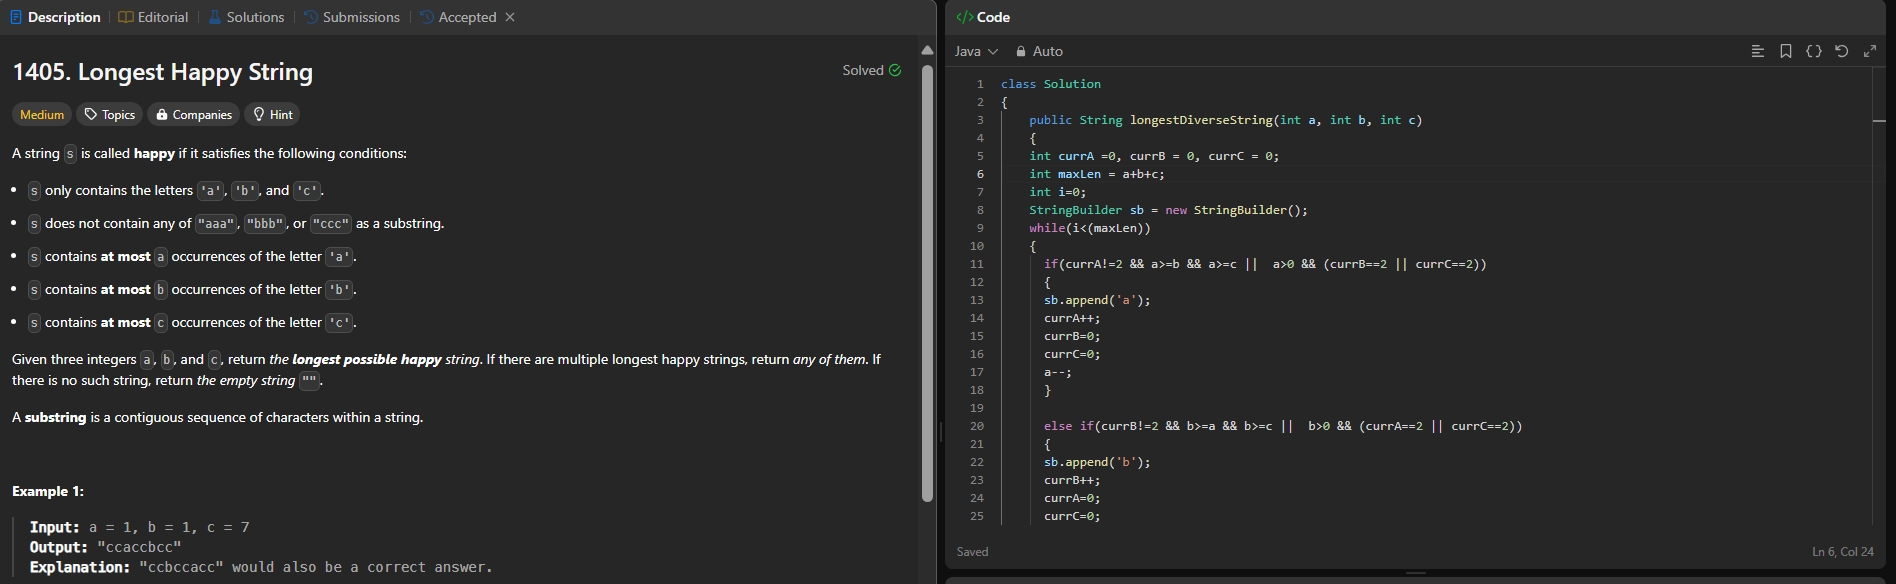 Description
Editorial
Solutions
Submissions
Accepted
1405. Longest Happy String
Solved
Medium
Topics
Companies
Hint
A string s is called happy if it satisfies the following conditions:
• s only contains the letters 'a', 'b', and 'c'.
• s does not contain any of "aaa", "bbb", or "ccc" as a substring.
• s contains at most a occurrences of the letter 'a'.
• s contains at most b occurrences of the letter 'b'.
• s contains at most c occurrences of the letter 'c'.
Given three integers a, b, and c, return the longest possible happy string. If there are multiple longest happy strings, return any of them. If
there is no such string, return the empty string "".
A substring is a contiguous sequence of characters within a string.
Example 1:
Input: a = 1, b = 1, c = 7
Output: "ccaccbcc"
Explanation: "ccbccacc" would also be a correct answer.
</> Code
Java
Auto
1 class Solution
2 {
3 public String longestDiverseString(int a, int b, int c)
4 {
5 int currA =0, currB = 0, currC = 0;
6 int maxLen = a+b+c;
7 int i=0;
8 StringBuilder sb = new StringBuilder();
9 while(i<(maxLen))
10 {
11 if(currA!=2 && a>=b && a>=c || a>0 && (currB==2 || currC==2))
12 {
13 sb.append('a');
14 currA++;
15 currB=0;
16 currC=0;
17 a--;
18 }
19
20 else if(currB!=2 && b>=a && b>=c || b>0 && (currA==2 || currC==2))
21 {
22 sb.append('b');
23 currB++;
24 currA=0;
25 currC=0;
Saved
Ln 6, Col 24